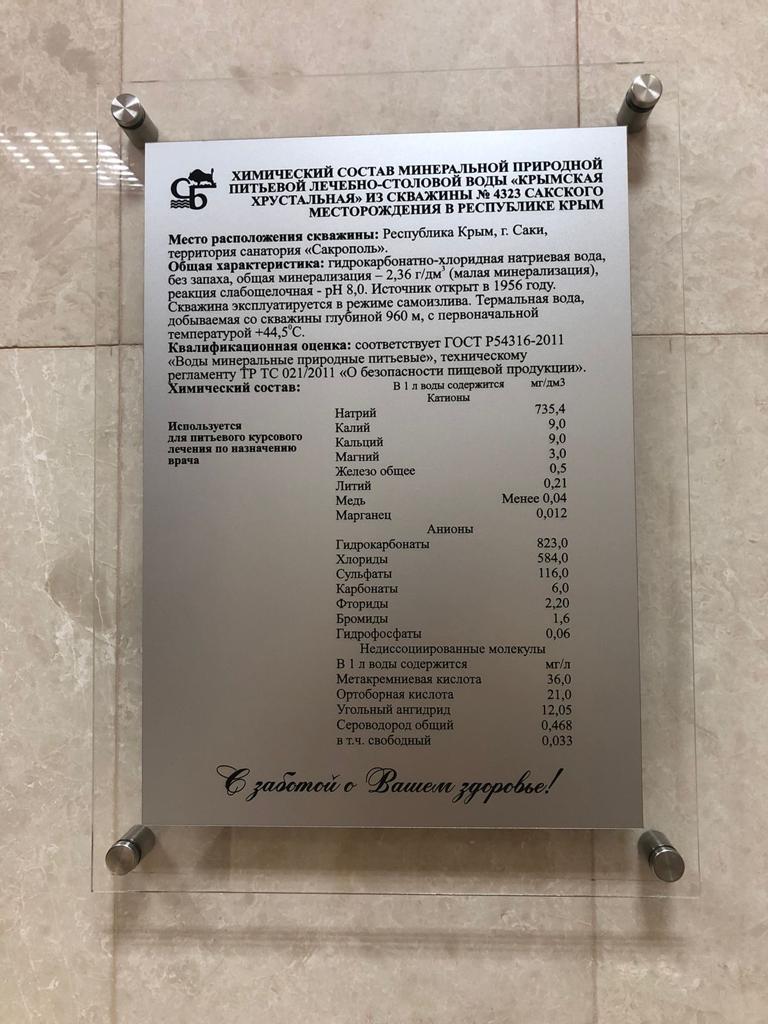 СБ
ХИМИЧЕСКИЙ СОСТАВ МИНЕРАЛЬНОЙ ПРИРОДНОЙ
ПИТЬЕВОЙ ЛЕЧЕБНО-СТОЛОВОЙ ВОДЫ «КРЫМСКАЯ
ХРУСТАЛЬНАЯ» ИЗ СКВАЖИНЫ № 4323 САКСКОГО
МЕСТОРОЖДЕНИЯ В РЕСПУБЛИКЕ КРЫМ
Место расположения скважины: Республика Крым, г. Саки,
территория санатория «Сакрополь».
Общая характеристика: гидрокарбонатно-хлоридная натриевая вода,
без запаха, общая минерализация – 2,36 г/дм³ (малая минерализация),
реакция слабощелочная - рН 8,0. Источник открыт в 1956 году.
Скважина эксплуатируется в режиме самоизлива. Термальная вода,
добываемая со скважины глубиной 960 м, с первоначальной
температурой +44,5°С.
Квалификационная оценка: соответствует ГОСТ Р54316-2011
«Воды минеральные природные питьевые», техническому
регламенту ТР ТС 021/2011 «О безопасности пищевой продукции».
Химический состав: В 1 л воды содержится мг/дм3
Катионы
Натрий 735,4
Калий 9,0
Кальций 9,0
Магний 3,0
Железо общее 0,5
Литий 0,21
Медь Менее 0,04
Марганец 0,012
Используется
для питьевого курсового
лечения по назначению
врача
Анионы
Гидрокарбонаты 823,0
Хлориды 584,0
Сульфаты 116,0
Карбонаты 6,0
Фториды 2,20
Бромиды 1,6
Гидрофосфаты 0,06
Недиссоциированные молекулы
В 1 л воды содержится мг/л
Метакремниевая кислота 36,0
Ортоборная кислота 21,0
Угольный ангидрид 12,05
Сероводород общий 0,468
в т.ч. свободный 0,033
С заботой о Вашем здоровье!